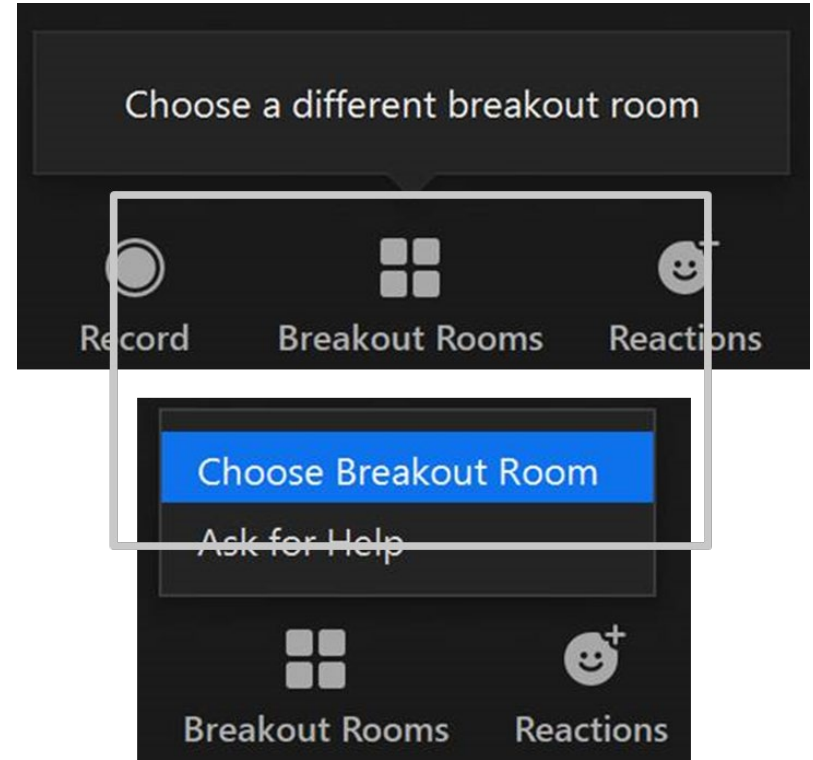 Choose a different breakout room
Record Breakout Rooms Reactions
Choose Breakout Room
Ask for Help
Breakout Rooms Reactions